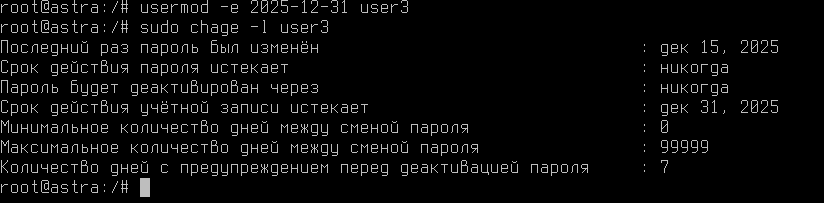 root@astra:/# usermod -e 2025-12-31 user3
root@astra:/# sudo chage -l user3
Последний раз пароль был изменён : дек 15, 2025
Срок действия пароля истекает : никогда
Пароль будет деактивирован через : никогда
Срок действия учётной записи истекает : дек 31, 2025
Минимальное количество дней между сменой пароля : 0
Максимальное количество дней между сменой пароля : 99999
Количество дней с предупреждением перед деактивацией пароля : 7
root@astra:/#